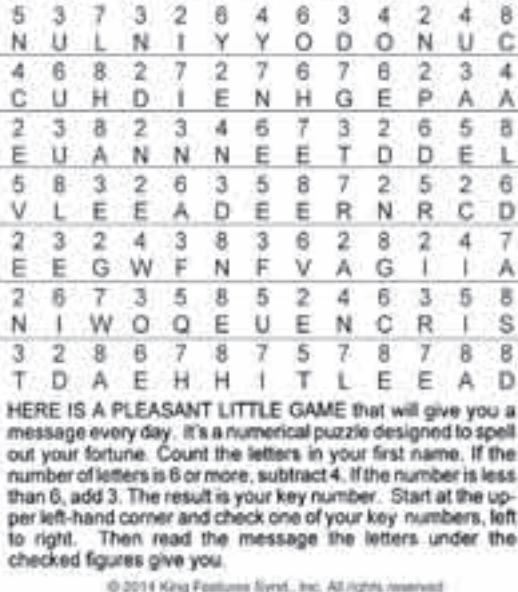 5 3 7 3 2 6 4 6 3 4 2 4 8
N U L N I Y Y O D O N U C
4 6 8 2 7 2 7 6 7 6 2 3 4
C U H D I E N H G E P A A
2 3 8 2 3 4 6 7 3 2 6 5 8
E U A N N N E E T D D E L
5 8 3 2 6 3 5 8 7 2 5 2 6
V L E E A D E E R N R C D
2 3 2 4 3 8 3 6 2 8 2 4 7
E E G W F N F V A G I I A
2 6 7 3 5 8 5 2 4 6 3 5 8
N I W O Q E U E N C R I S
3 2 8 6 7 8 7 5 7 8 7 8 8
T D A E H H I T L E E A D
HERE IS A PLEASANT LITTLE GAME that will give you a
message every day. It's a numerical puzzle designed to spell
out your fortune. Count the letters in your first name. If the
number of letters is 6 or more, subtract 4. If the number is less
than 6, add 3. The result is your key number. Start at the up-
per left-hand corner and check one of your key numbers, left
to right. Then read the message the letters under the
checked figures give you.
© 2014 King Features Synd., Inc. All rights reserved